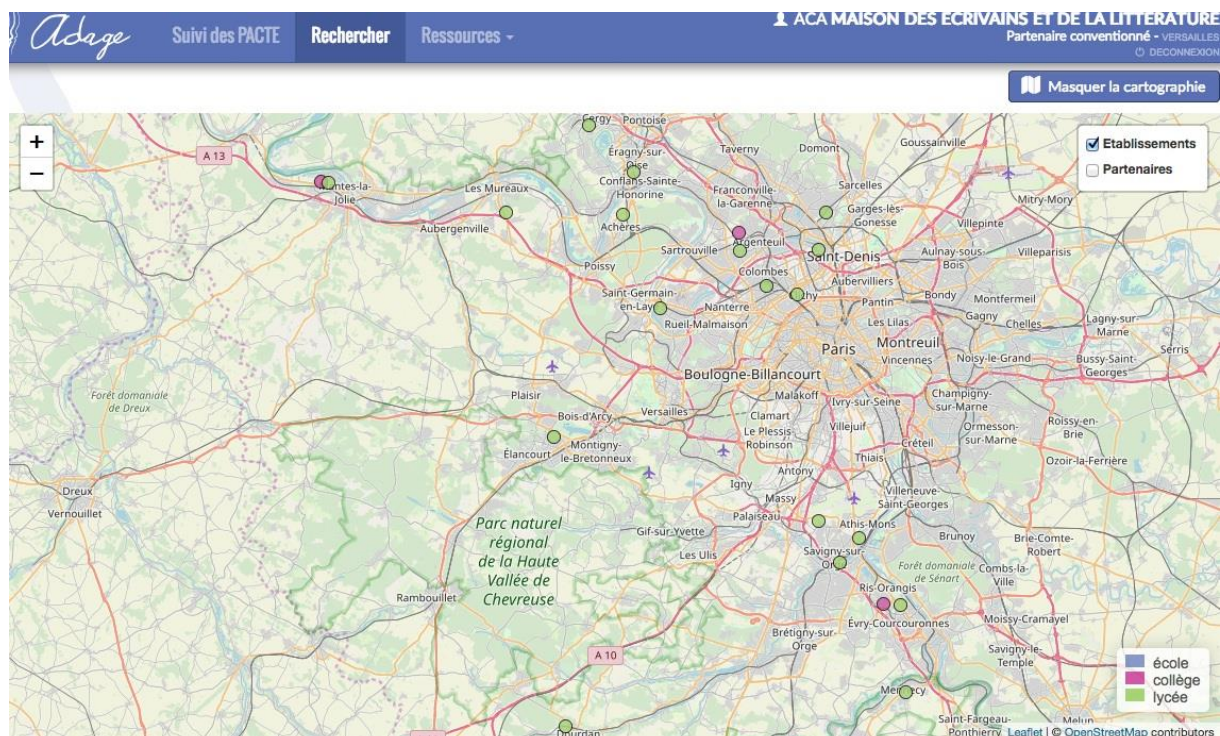 Adage Suivi des PACTE Rechercher Ressources
ACA MAISON DES ECRIVAINS ET DE LA LITTÉRATURE
Partenaire conventionné - VERSAILLES
DECONNEXION
Masquer la cartographie
+
−
Etablissements
Partenaires
Pontoise
Taverny
Domont
Goussainville
A 13
Éragny-sur-
Oise
Conflans-Sainte-
Honorine
Franconville-
la-Garenne
Sarcelles
Mitry-Mory
Les Mureaux
Garges-lès-
Gonesse
Villepinte
Aubergenville
Achères
Sartrouville
Argenteuil
Saint-Denis
Aulnay-sous-
Bois
Villeparisis
Poissy
Colombes
Aubervilliers
Saint-Germain-
en-Laye
Nanterre
Pantin
Bondy
Montfermeil
Rueil-Malmaison
Les Lilas
Gagny
Chelles
Lagny-sur-
Marne
Paris
Montreuil
Vincennes
Noisy-le-Grand
Bussy-Saint-
Georges
Serris
Boulogne-Billancourt
Forêt domaniale
de Dreux
Plaisir
Malakoff
Ivry-sur-Seine
Champigny-
sur-Marne
Bois-d'Arcy
Versailles
Clamart
Le Plessis-
Robinson
Villejuif
Ormesson-
sur-Marne
Roissy-en-
Brie
Élancourt
Montigny-
le-Bretonneux
Créteil
Thiais
Antony
Ozoir-la-Ferrière
Dreux
Vernouillet
Igny
Massy
Villeneuve-
Saint-Georges
Palaiseau
Athis-Mons
Parc naturel
régional
de la Haute
Vallée de
Chevreuse
Gif-sur-Yvette
Les Ulis
Savigny-sur-
Brunoy
Brie-Comte-
Robert
Forêt domaniale
de Sénart
Combs-la-
Ville
Rambouillet
Ris-Orangis
Évry-Courcouronnes
Moissy-Cramayel
Brétigny-sur-
Orge
Savigny-le-
Temple
A 10
école
collège
lycée
Saint-Fargeau-
Ponthierry
Melun
Leaflet | © OpenStreetMap contributors